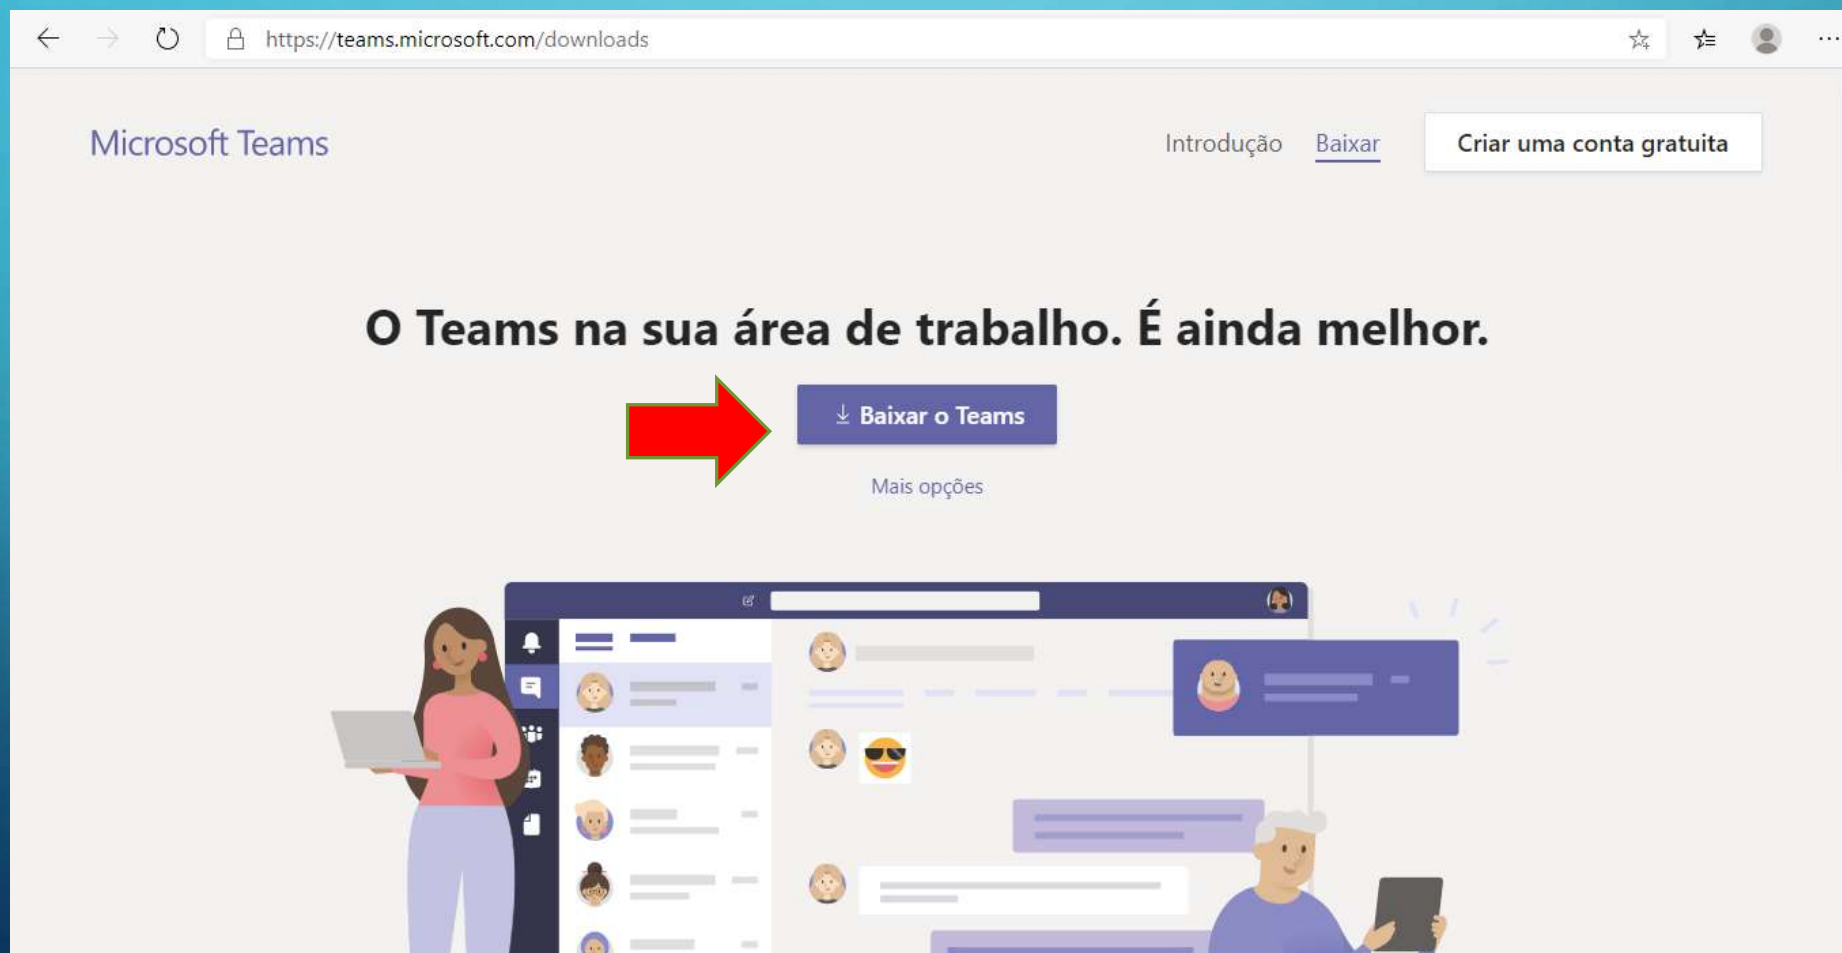 https://teams.microsoft.com/downloads
Microsoft Teams
Introdução Baixar Criar uma conta gratuita
O Teams na sua área de trabalho. É ainda melhor.
Baixar o Teams
Mais opções